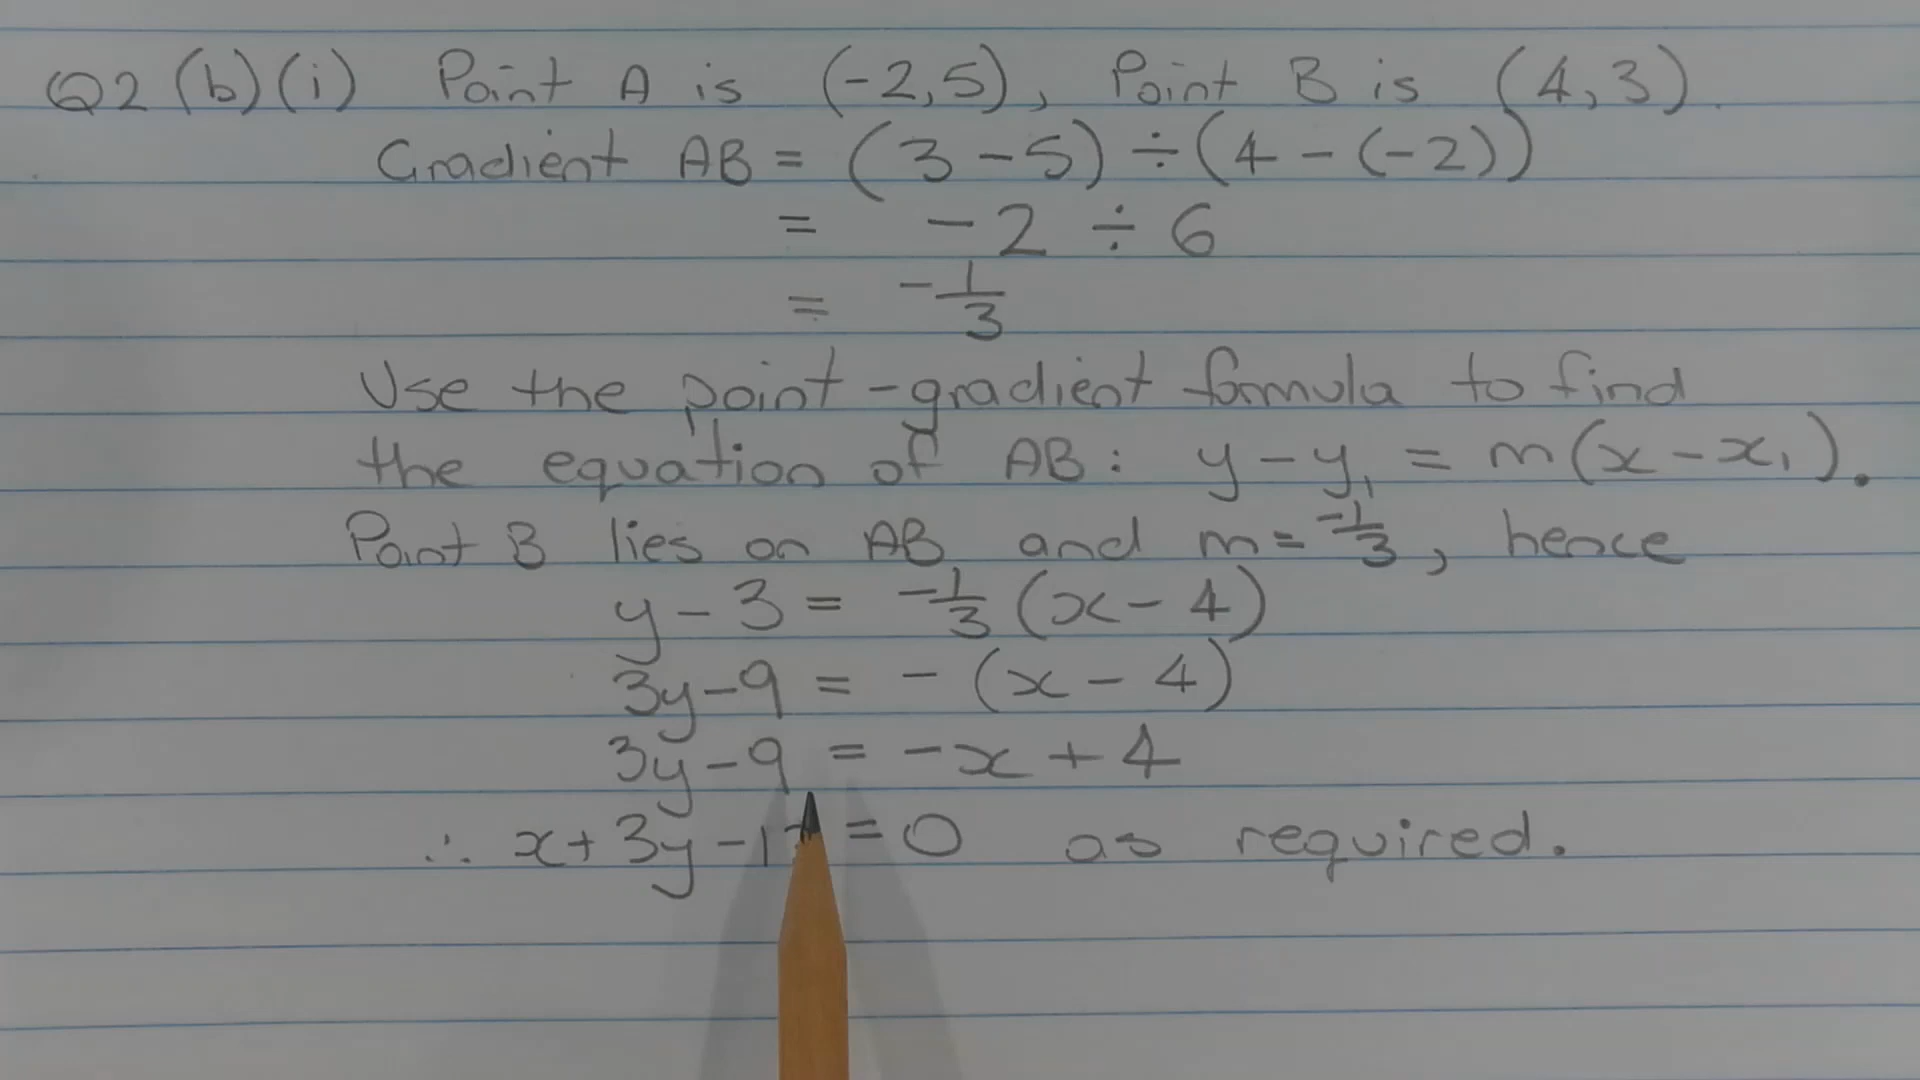 Q2 (b)(i) Point A is (-2,5), Point B is (4,3).
Gradient AB = (3-5) ÷ (4-(-2))
= -2 ÷ 6
= -1/3
Use the point-gradient formula to find
the equation of AB: y-y₁ = m(x-x₁).
Point B lies on AB and m = -1/3, hence
y-3 = -1/3 (x-4)
3y-9 = -(x-4)
3y-9 = -x+4
∴ x+3y-1 =0 as required.